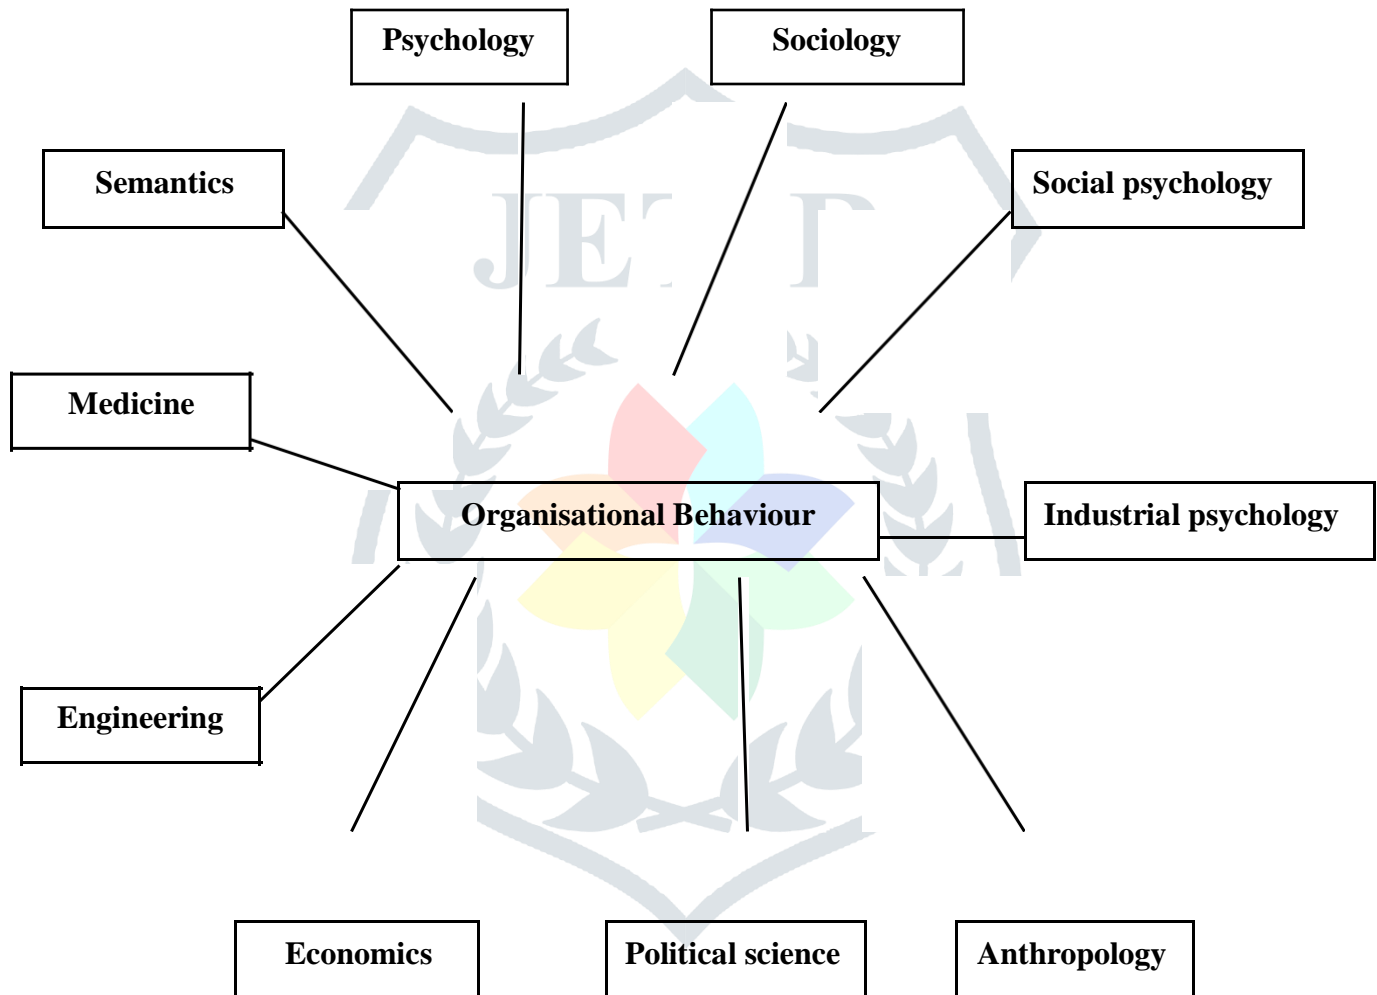 Psychology
Sociology
Semantics
Social psychology
Medicine
Organisational Behaviour
Industrial psychology
Engineering
Economics
Political science
Anthropology